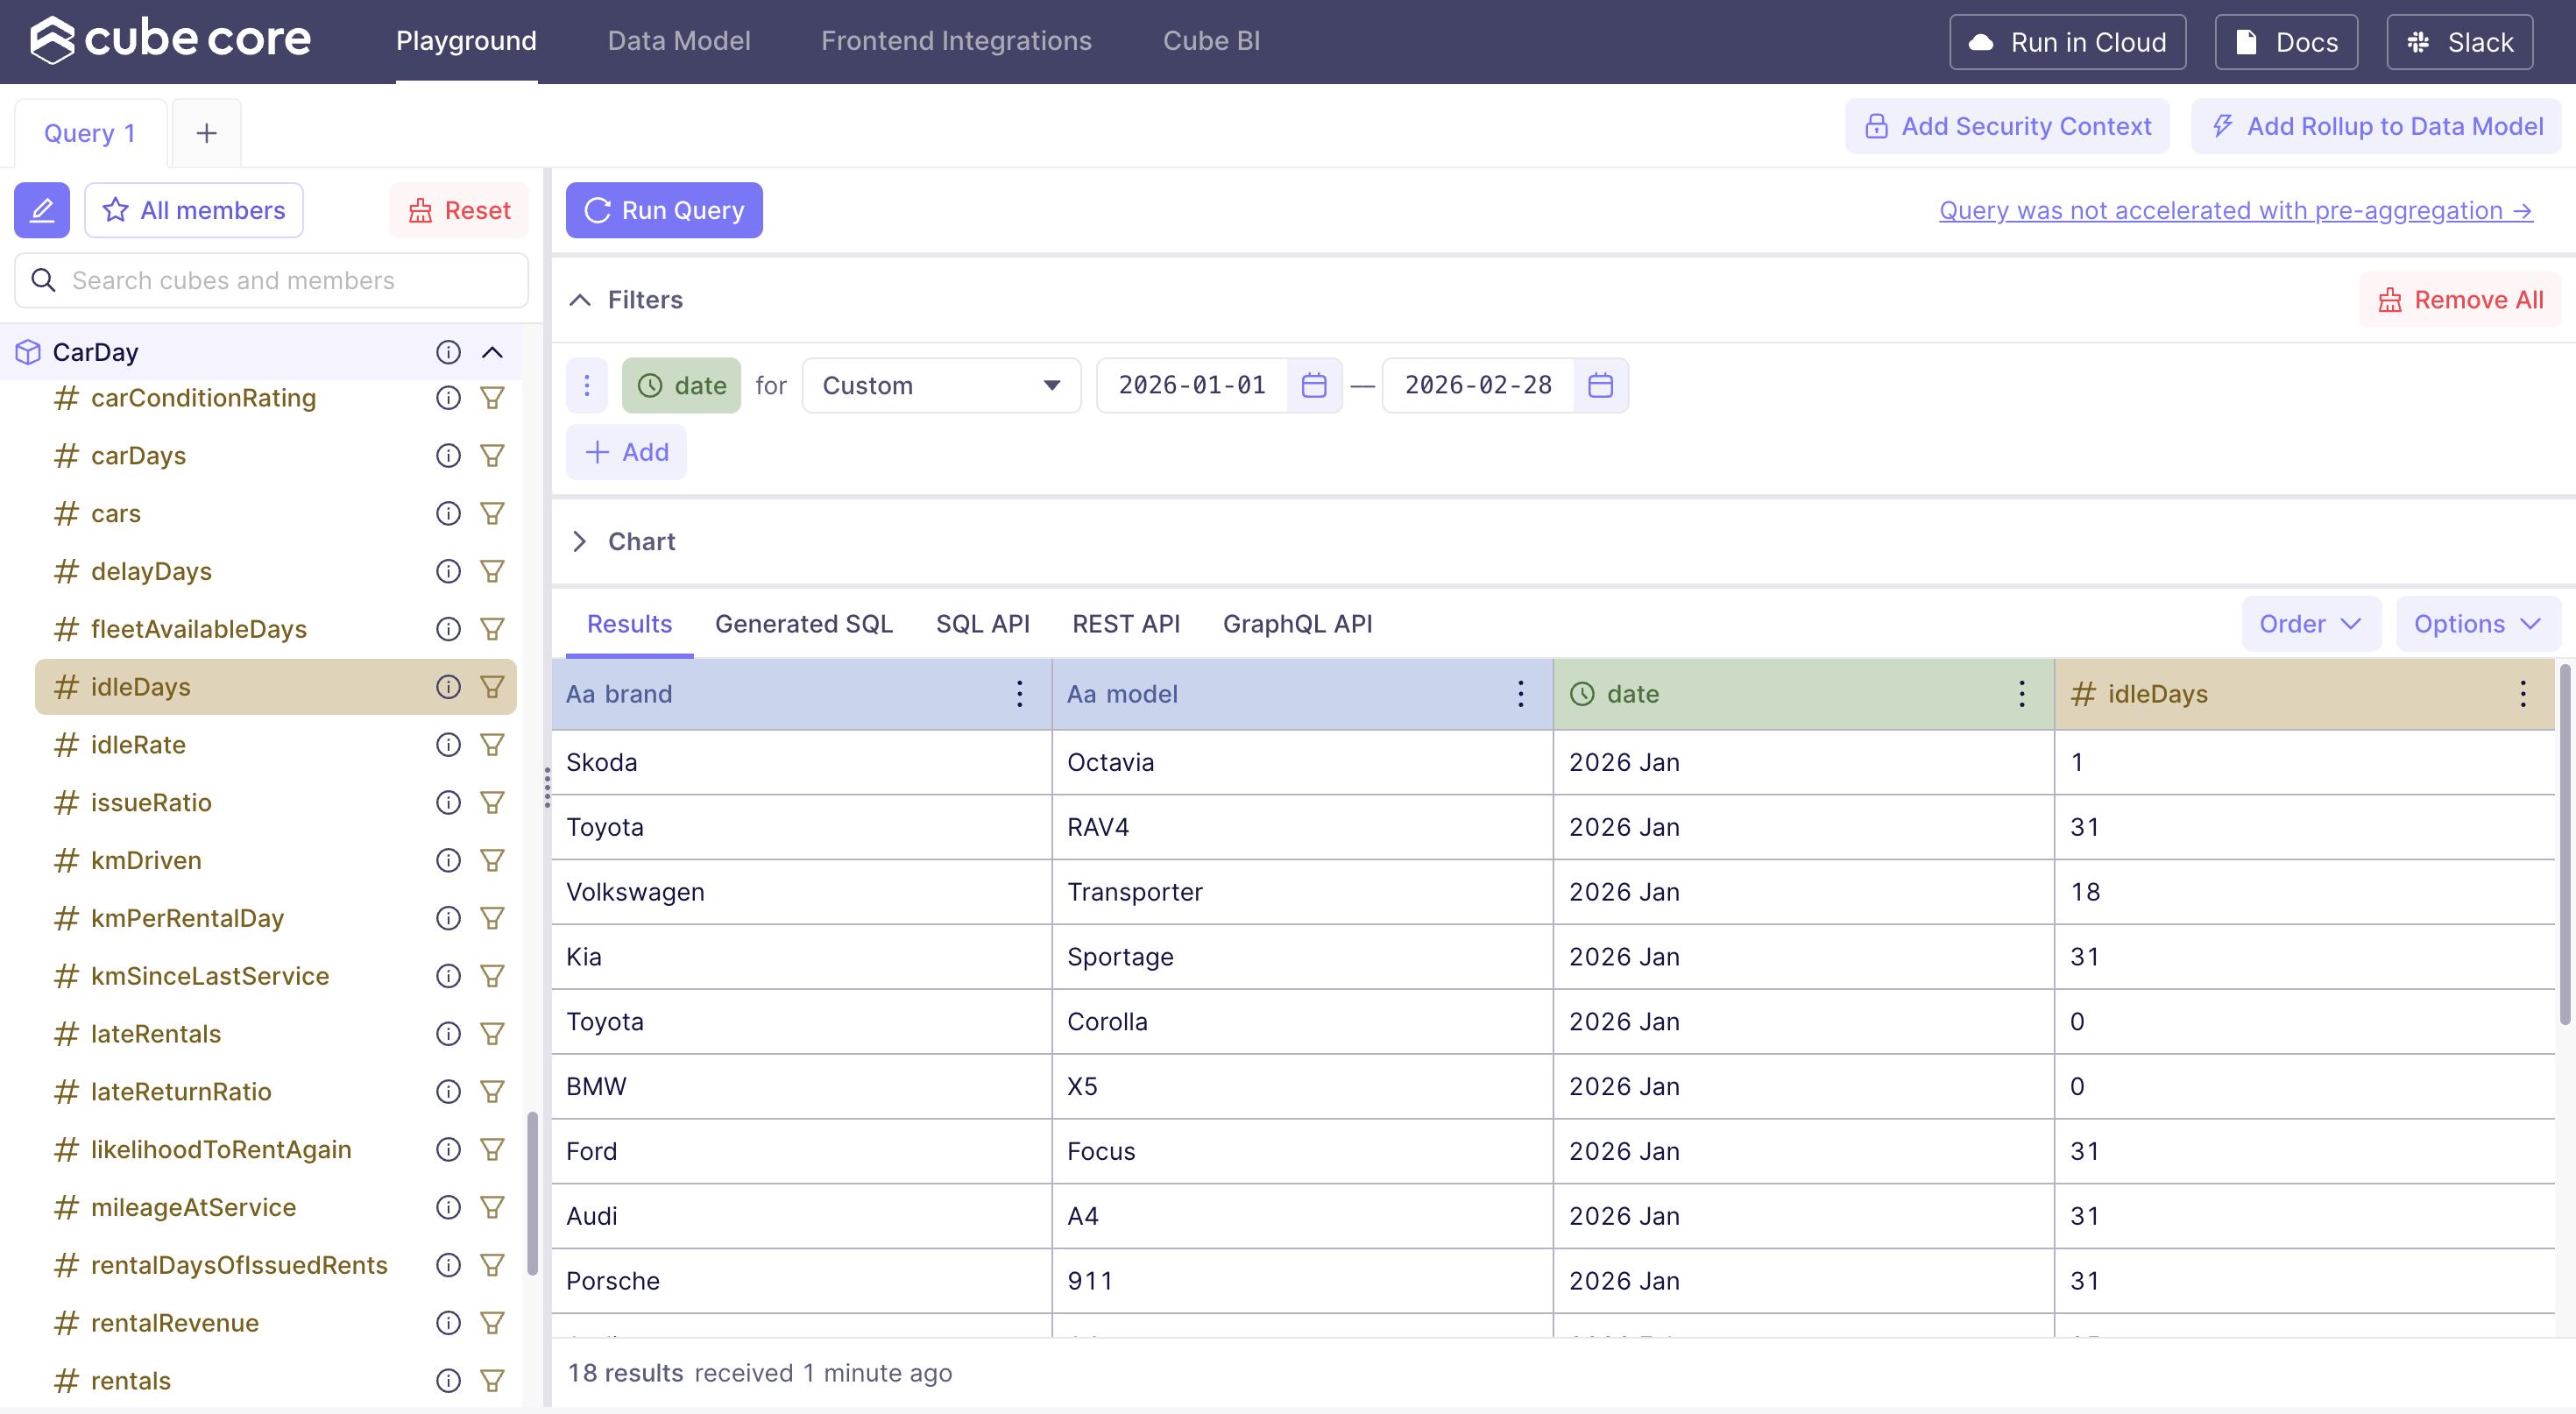 cube core
Playground
Data Model
Frontend Integrations
Cube BI
Run in Cloud
Docs
Slack
Query 1
Add Security Context
Add Rollup to Data Model
All members
Reset
Run Query
Query was not accelerated with pre-aggregation →
Search cubes and members
Filters
Remove All
CarDay
carConditionRating
carDays
cars
delayDays
fleetAvailableDays
idleDays
idleRate
issueRatio
kmDriven
kmPerRentalDay
kmSinceLastService
lateRentals
lateReturnRatio
likelihoodToRentAgain
mileageAtService
rentalDaysOfIssuedRents
rentalRevenue
rentals
date for Custom 2026-01-01 — 2026-02-28
Add
Chart
Results Generated SQL SQL API REST API GraphQL API Order Options
Aa brand Aa model date # idleDays
Skoda Octavia 2026 Jan 1
Toyota RAV4 2026 Jan 31
Volkswagen Transporter 2026 Jan 18
Kia Sportage 2026 Jan 31
Toyota Corolla 2026 Jan 0
BMW X5 2026 Jan 0
Ford Focus 2026 Jan 31
Audi A4 2026 Jan 31
Porsche 911 2026 Jan 31
18 results received 1 minute ago